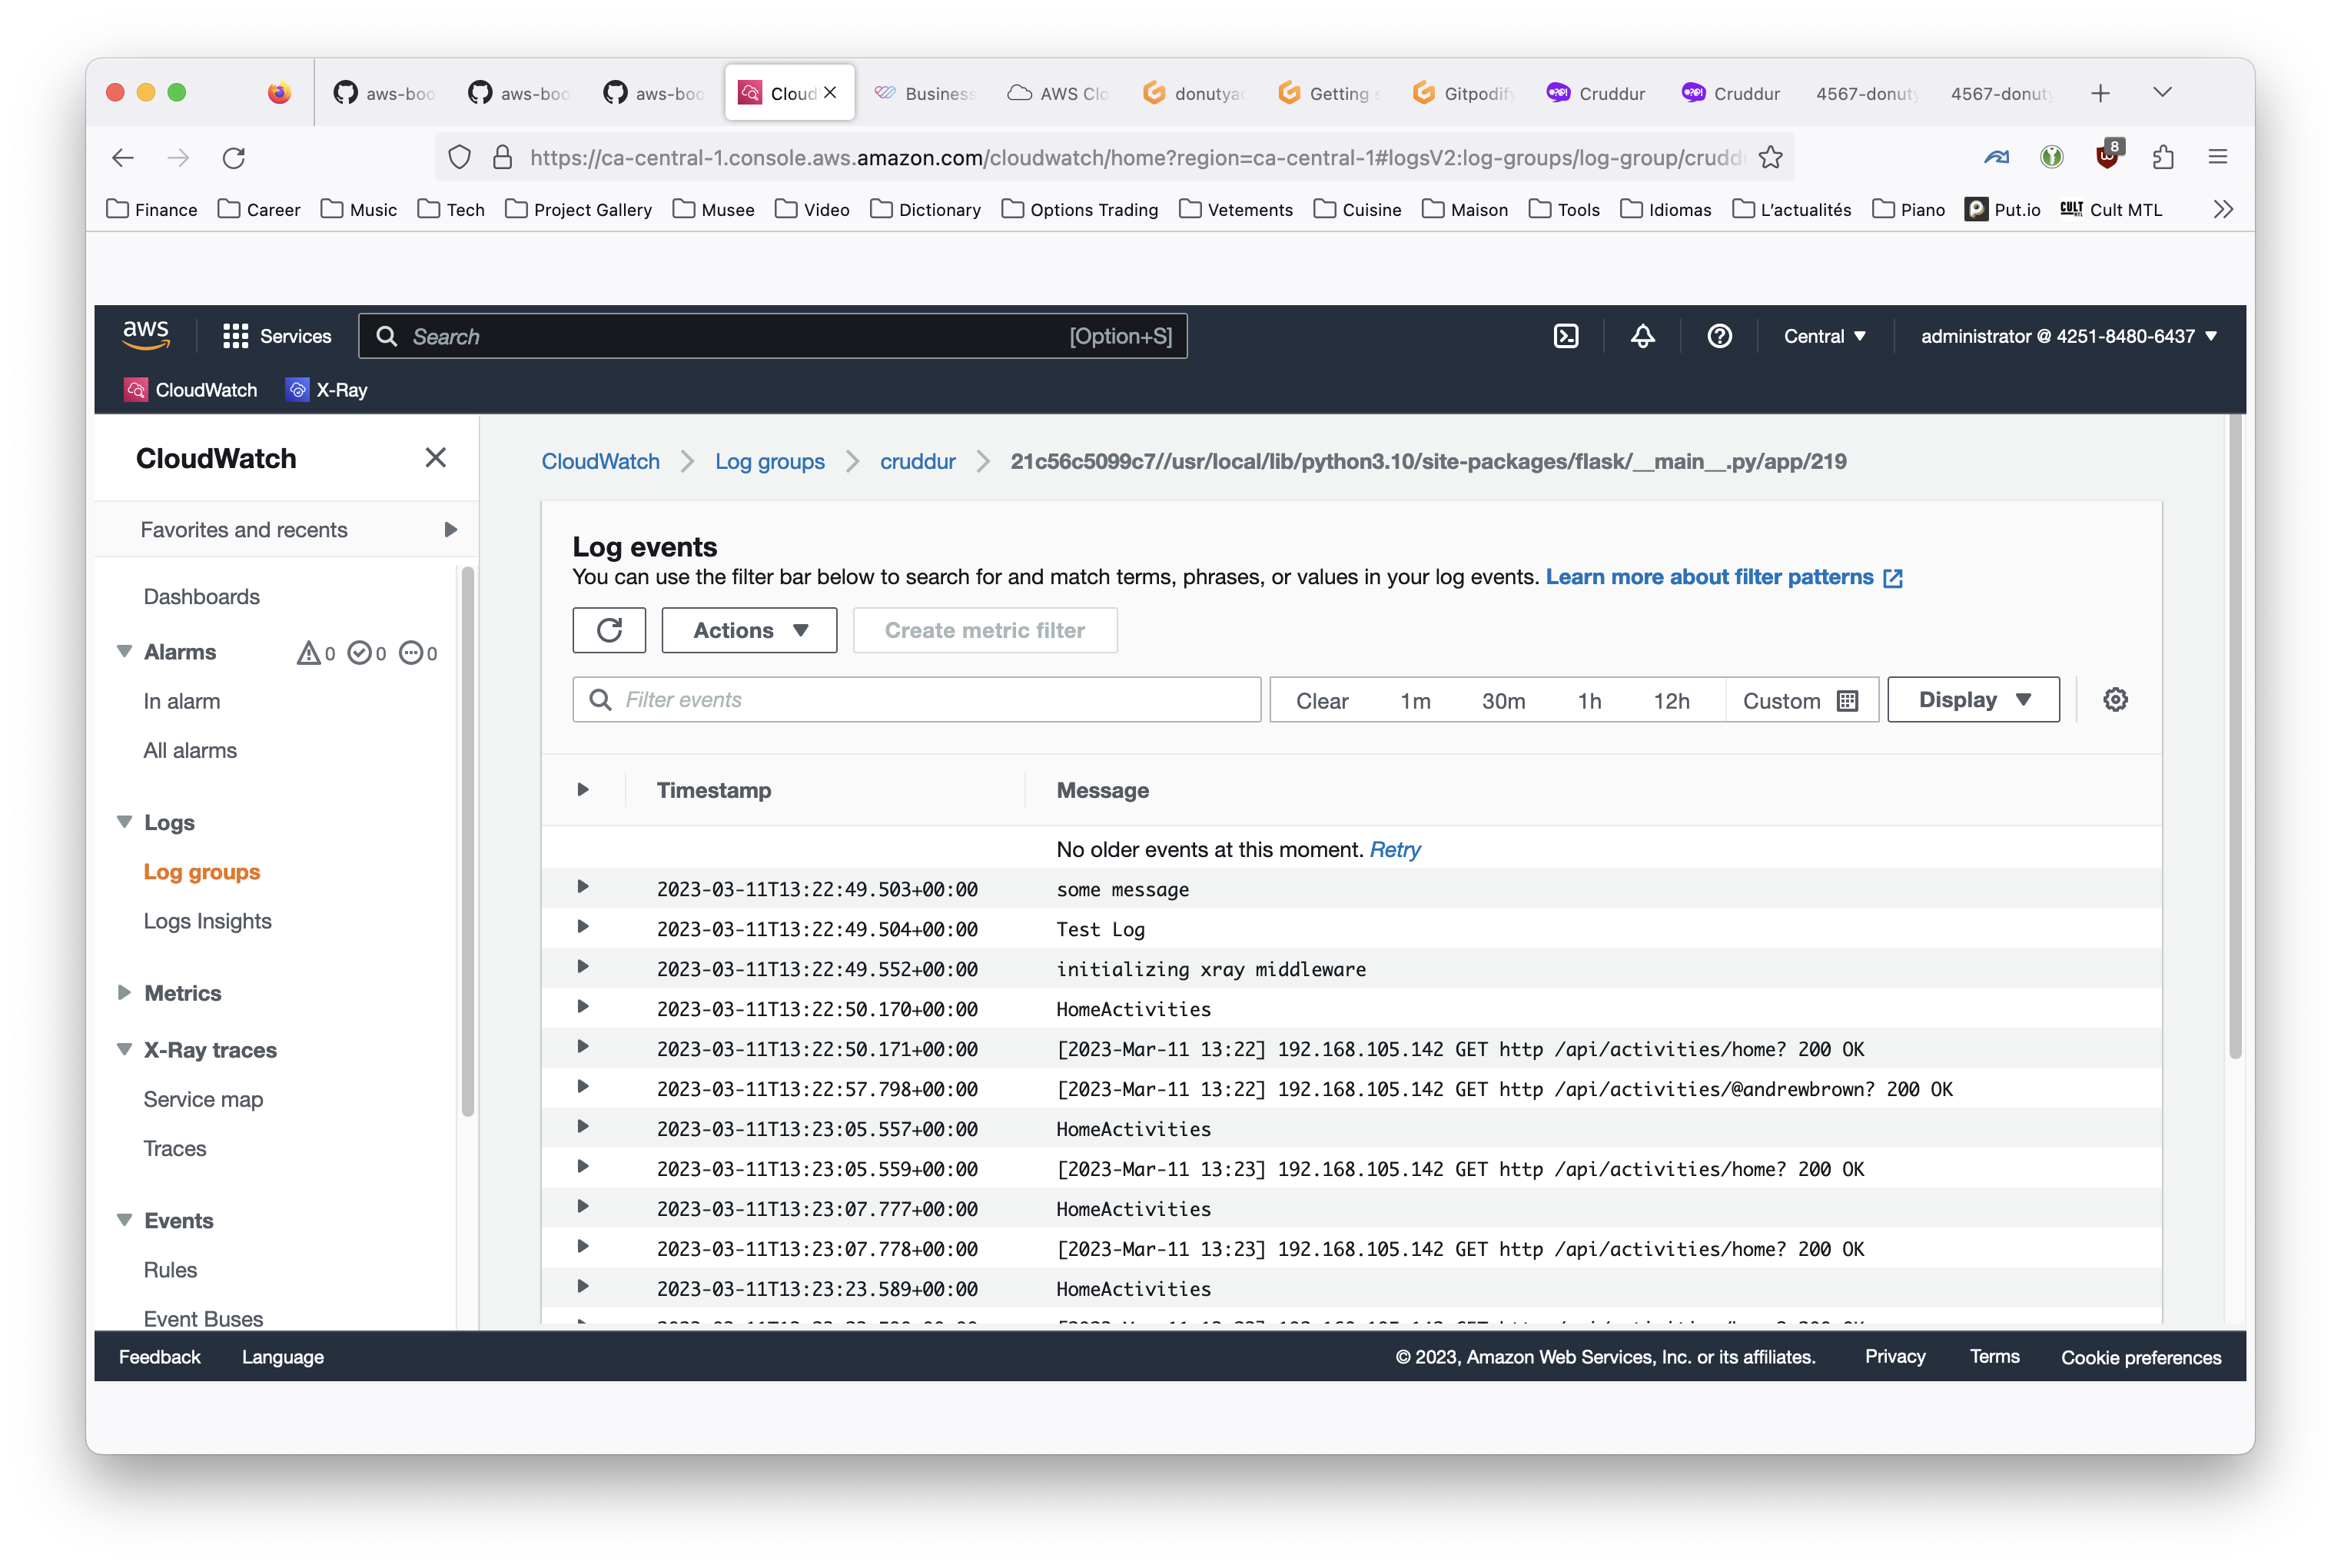 aws-boo aws-boo aws-boo Cloud Business AWS Clo donutyac Getting s Gitpodify Cruddur Cruddur 4567-donuty 4567-donuty
https://ca-central-1.console.aws.amazon.com/cloudwatch/home?region=ca-central-1#logsV2:log-groups/log-group/crudd 8
Finance Career Music Tech Project Gallery Musee Video Dictionary Options Trading Vetements Cuisine Maison Tools Idiomas L'actualités Piano Put.io CULT MTL Cult MTL
aws Services Search [Option+S] Central administrator @ 4251-8480-6437
CloudWatch X-Ray
CloudWatch
Favorites and recents
Dashboards
Alarms 0 0 0
In alarm
All alarms
Logs
Log groups
Logs Insights
Metrics
X-Ray traces
Service map
Traces
Events
Rules
Event Buses
CloudWatch Log groups cruddur 21c56c5099c7//usr/local/lib/python3.10/site-packages/flask/__main__.py/app/219
Log events
You can use the filter bar below to search for and match terms, phrases, or values in your log events. Learn more about filter patterns
Actions Create metric filter
Filter events Clear 1m 30m 1h 12h Custom Display
Timestamp Message
No older events at this moment. Retry
2023-03-11T13:22:49.503+00:00 some message
2023-03-11T13:22:49.504+00:00 Test Log
2023-03-11T13:22:49.552+00:00 initializing xray middleware
2023-03-11T13:22:50.170+00:00 HomeActivities
2023-03-11T13:22:50.171+00:00 [2023-Mar-11 13:22] 192.168.105.142 GET http /api/activities/home? 200 OK
2023-03-11T13:22:57.798+00:00 [2023-Mar-11 13:22] 192.168.105.142 GET http /api/activities/@andrewbrown? 200 OK
2023-03-11T13:23:05.557+00:00 HomeActivities
2023-03-11T13:23:05.559+00:00 [2023-Mar-11 13:23] 192.168.105.142 GET http /api/activities/home? 200 OK
2023-03-11T13:23:07.777+00:00 HomeActivities
2023-03-11T13:23:07.778+00:00 [2023-Mar-11 13:23] 192.168.105.142 GET http /api/activities/home? 200 OK
2023-03-11T13:23:23.589+00:00 HomeActivities
Feedback Language © 2023, Amazon Web Services, Inc. or its affiliates. Privacy Terms Cookie preferences